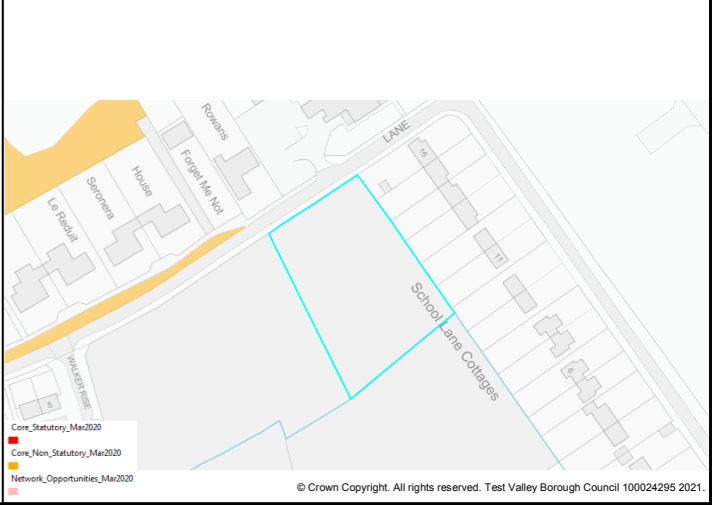 Rowans
LANE
Forget Me Not
House
Seronera
Le Reduit
16
11
School Lane Cottages
6
WALKER RISE
5
Core_Statutory_Mar2020
Core_Non_Statutory_Mar2020
Network_Opportunities_Mar2020
© Crown Copyright. All rights reserved. Test Valley Borough Council 100024295 2021.